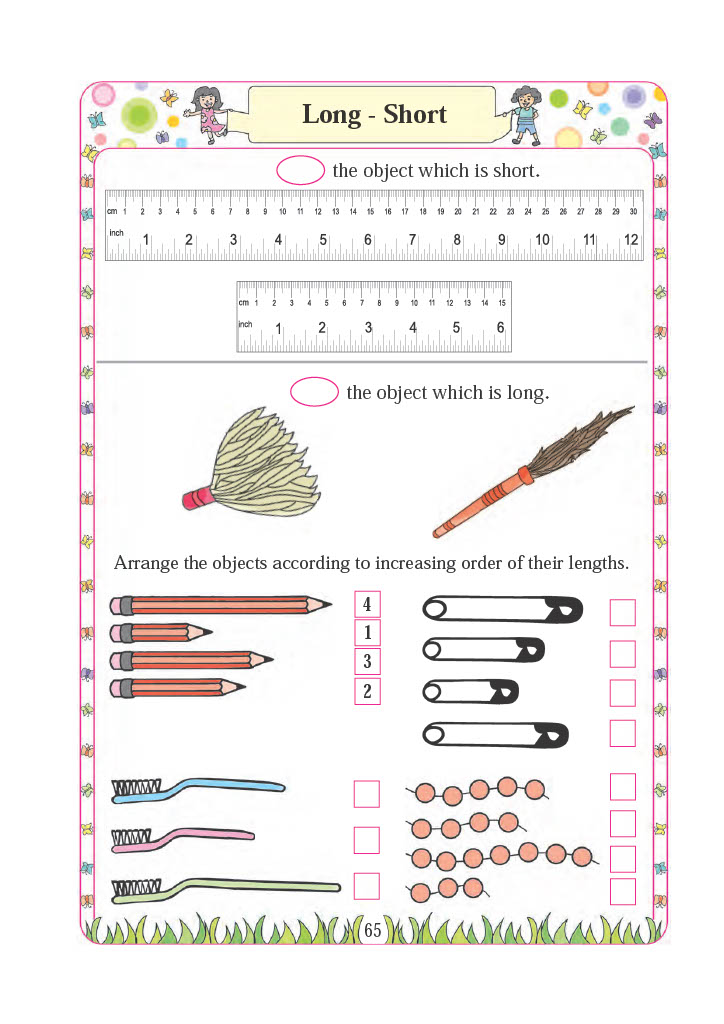 Long - Short
the object which is short.
cm 1 2 3 4 5 6 7 8 9 10 11 12 13 14 15 16 17 18 19 20 21 22 23 24 25 26 27 28 29 30
inch 1 2 3 4 5 6 7 8 9 10 11 12
cm 1 2 3 4 5 6 7 8 9 10 11 12 13 14 15
inch 1 2 3 4 5 6
the object which is long.
Arrange the objects according to increasing order of their lengths.
4
1
3
2
65